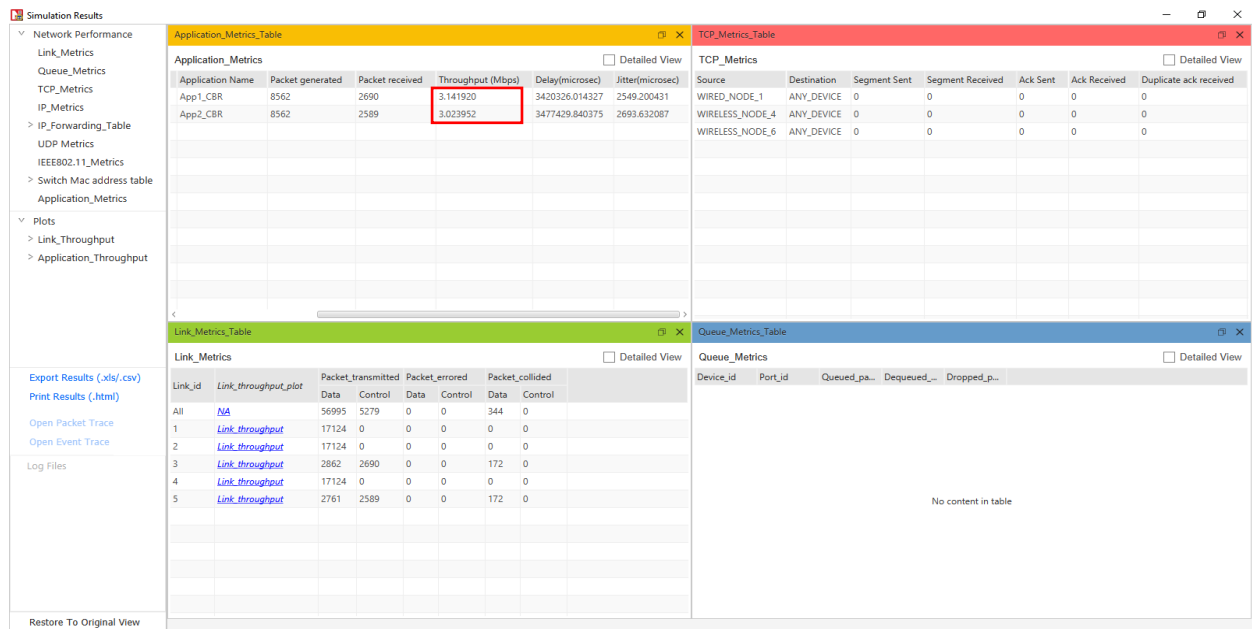 Simulation Results
Network Performance
Link_Metrics
Queue_Metrics
TCP_Metrics
IP_Metrics
IP_Forwarding_Table
UDP Metrics
IEEE802.11_Metrics
Switch Mac address table
Application_Metrics
Plots
Link_Throughput
Application_Throughput
Export Results (.xls/.csv)
Print Results (.html)
Open Packet Trace
Open Event Trace
Log Files
Restore To Original View
Application_Metrics_Table
Application_Metrics Detailed View
Application Name Packet generated Packet received Throughput (Mbps) Delay(microsec) Jitter(microsec)
App1_CBR 8562 2690 3.141920 3420326.014327 2549.200431
App2_CBR 8562 2589 3.023952 3477429.840375 2693.632087
TCP_Metrics_Table
TCP_Metrics Detailed View
Source Destination Segment Sent Segment Received Ack Sent Ack Received Duplicate ack received
WIRED_NODE_1 ANY_DEVICE 0 0 0 0 0
WIRELESS_NODE_4 ANY_DEVICE 0 0 0 0 0
WIRELESS_NODE_6 ANY_DEVICE 0 0 0 0 0
Link_Metrics_Table
Link_Metrics Detailed View
Link_id Link_throughput_plot Packet_transmitted Packet_errored Packet_collided
Data Control Data Control Data Control
All NA 56995 5279 0 0 344 0
1 Link_throughput 17124 0 0 0 0 0
2 Link_throughput 17124 0 0 0 0 0
3 Link_throughput 2862 2690 0 0 172 0
4 Link_throughput 17124 0 0 0 0 0
5 Link_throughput 2761 2589 0 0 172 0
Queue_Metrics_Table
Queue_Metrics Detailed View
Device_id Port_id Queued_pa... Dequeued_... Dropped_p...
No content in table